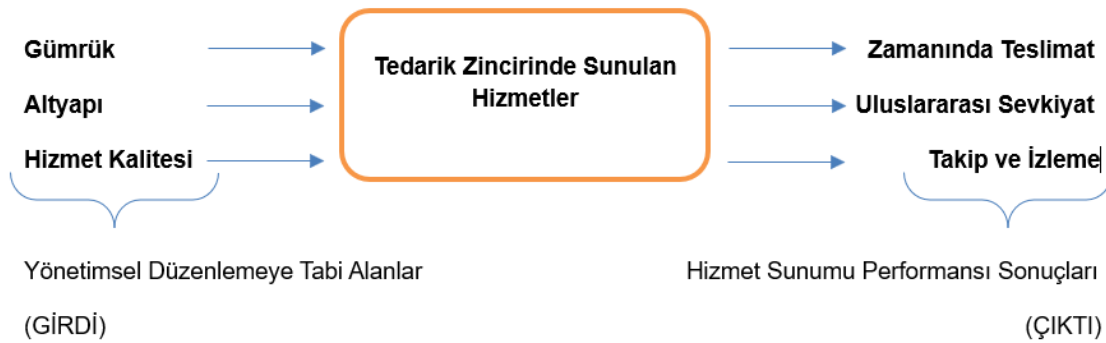 Gümrük
Altyapı
Hizmet Kalitesi
Tedarik Zincirinde Sunulan
Hizmetler
Zamanında Teslimat
Uluslararası Sevkiyat
Takip ve İzleme
Yönetimsel Düzenlemeye Tabi Alanlar
(GİRDİ)
Hizmet Sunumu Performansı Sonuçları
(ÇIKTI)